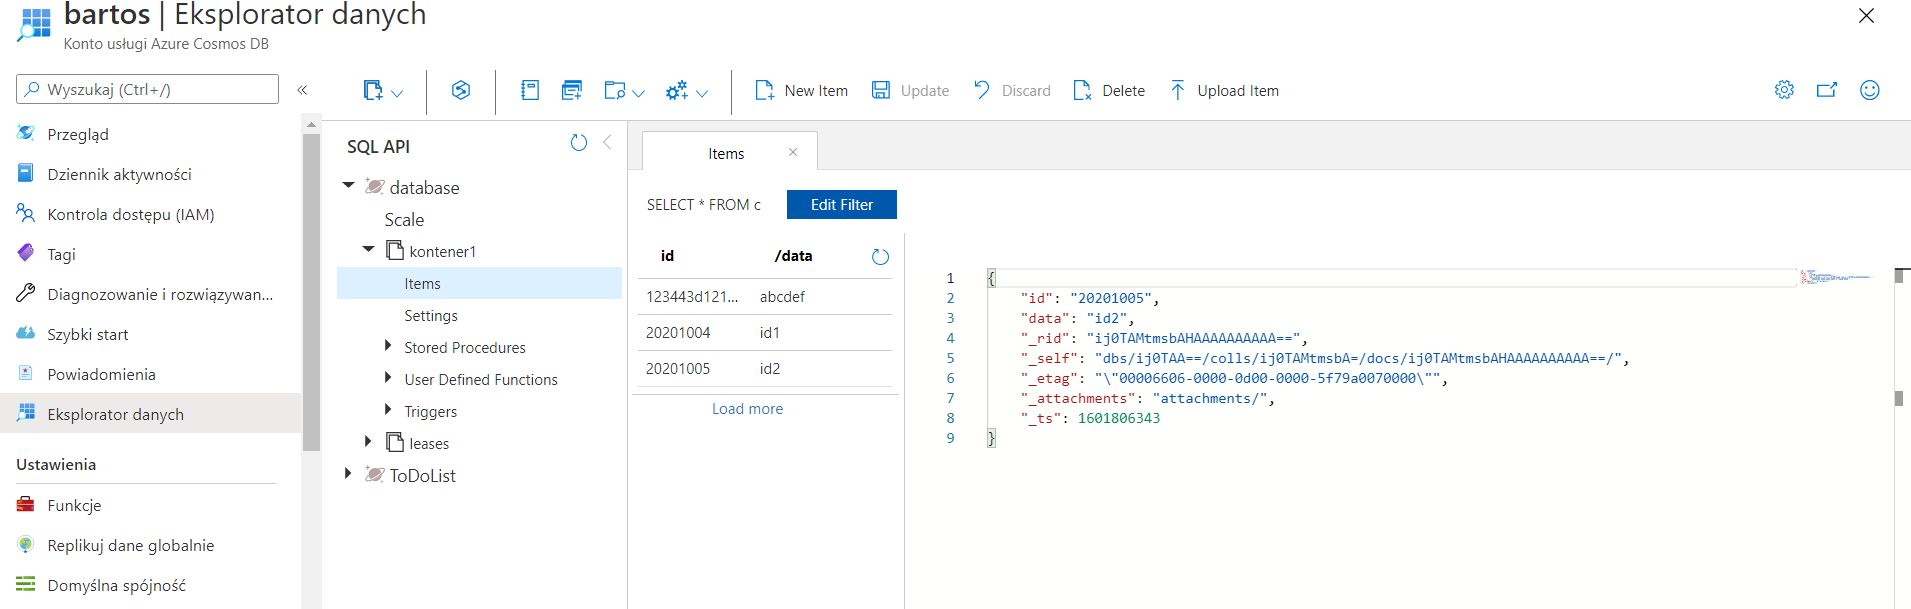 bartos | Eksplorator danych
Konto usługi Azure Cosmos DB
Wyszukaj (Ctrl+/)
«
Przegląd
Dziennik aktywności
Kontrola dostępu (IAM)
Tagi
Diagnozowanie i rozwiązywan...
Szybki start
Powiadomienia
Eksplorator danych
Ustawienia
Funkcje
Replikuj dane globalnie
Domyślna spójność
New Item
Update
Discard
Delete
Upload Item
SQL API
database
Scale
kontener1
Items
Settings
Stored Procedures
User Defined Functions
Triggers
leases
ToDoList
Items
SELECT * FROM c
Edit Filter
id /data
123443d121... abcdef
20201004 id1
20201005 id2
Load more
1 {
2 "id": "20201005",
3 "data": "id2",
4 "_rid": "ij0TAMtmsbAHAAAAAAAAAA==",
5 "_self": "dbs/ij0TAA==/colls/ij0TAMtmsbA=/docs/ij0TAMtmsbAHAAAAAAAAAA==/",
6 "_etag": "\"00006606-0000-0d00-0000-5f79a0070000\"",
7 "_attachments": "attachments/",
8 "_ts": 1601806343
9 }